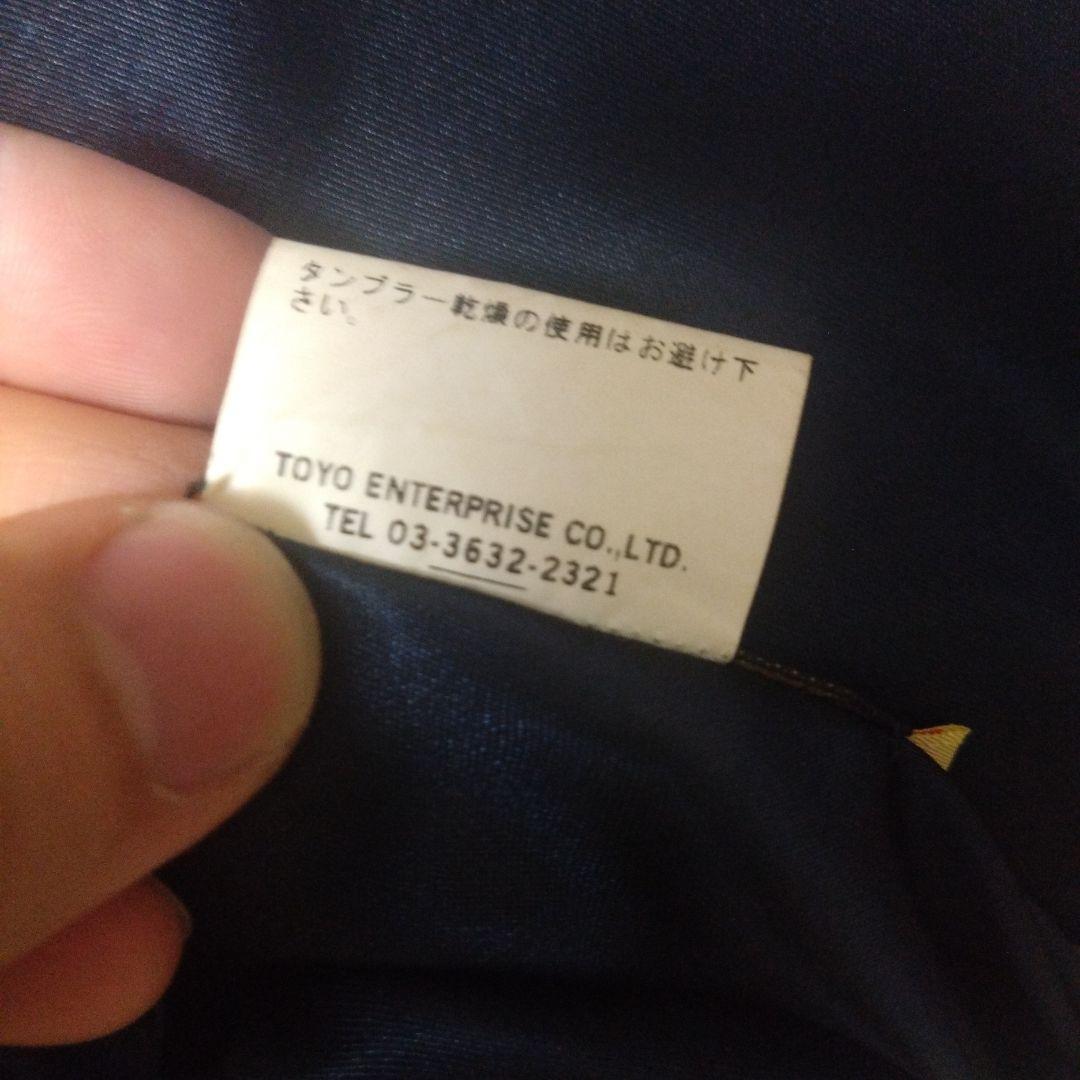 タンブラー乾燥の使用はお避け下
さい。
TOYO ENTERPRISE CO.,LTD.
TEL 03-3632-2321